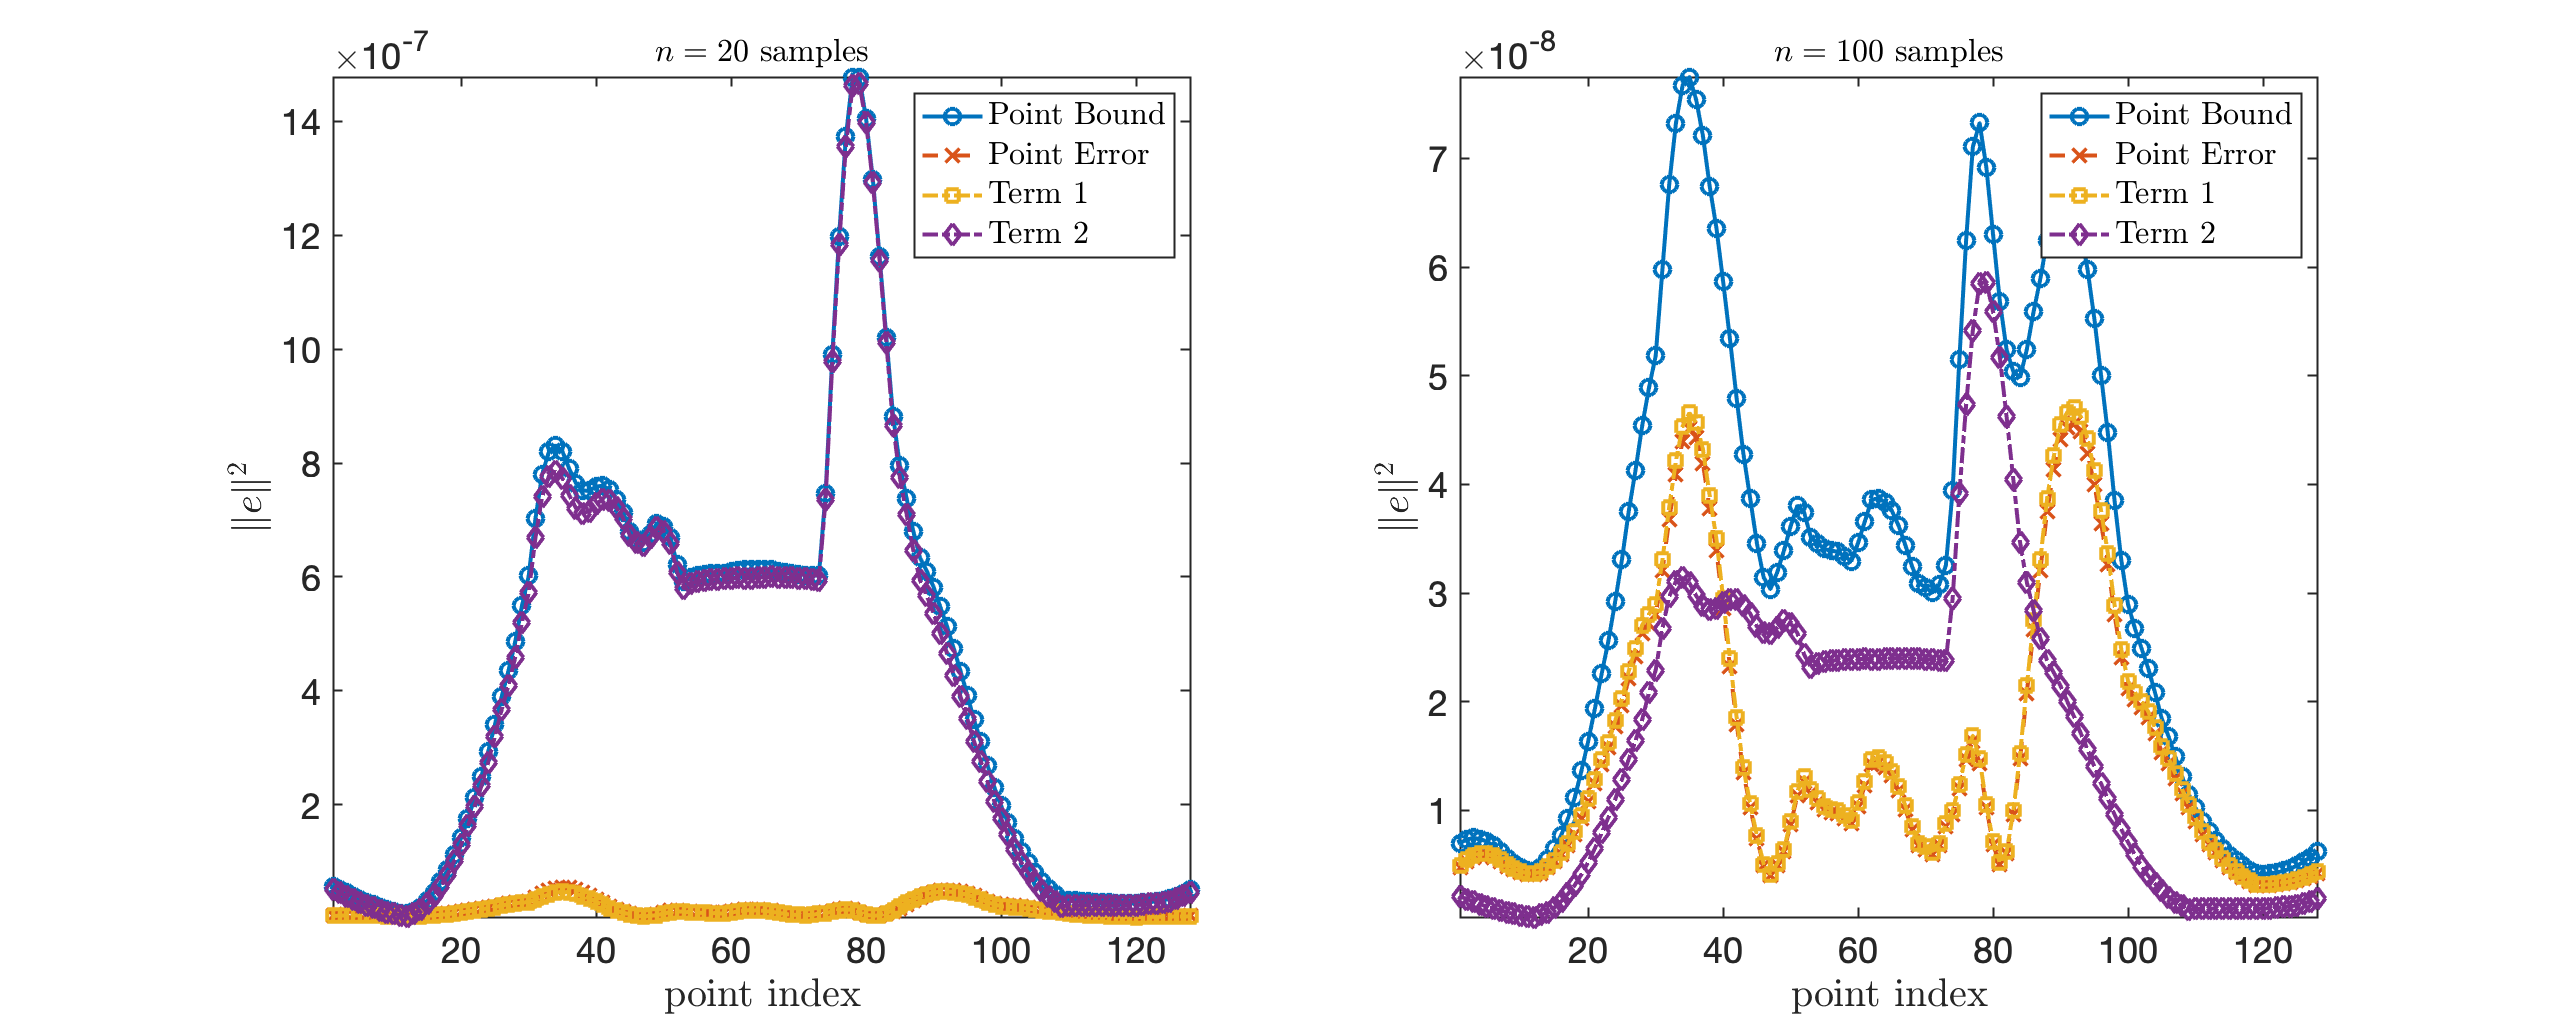 ×10-7
n = 20 samples
14
12
10
8
6
4
2
20 40 60 80 100 120
point index
||e||2
Point Bound
Point Error
Term 1
Term 2
×10-8
n = 100 samples
7
6
5
4
3
2
1
20 40 60 80 100 120
point index
||e||2
Point Bound
Point Error
Term 1
Term 2